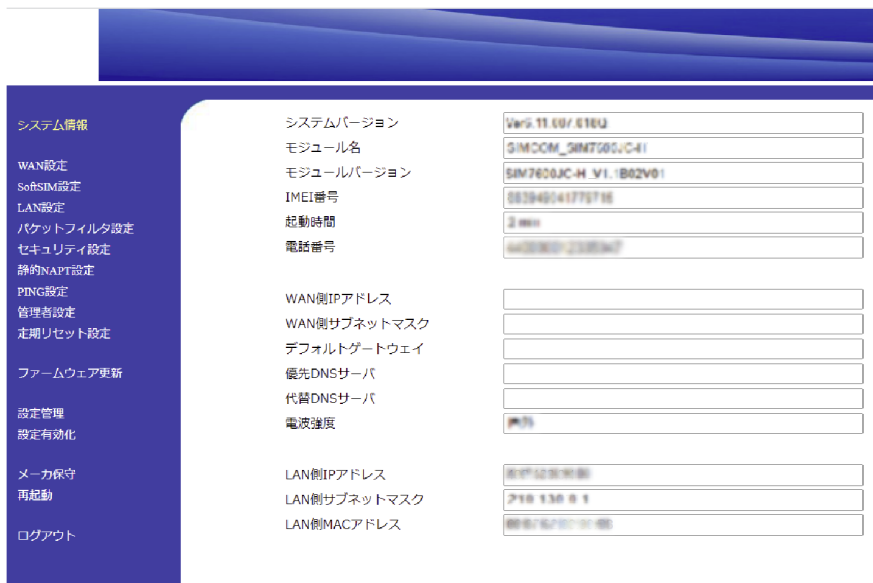 システム情報
WAN設定
SoftSIM設定
LAN設定
パケットフィルタ設定
セキュリティ設定
静的NAPT設定
PING設定
管理者設定
定期リセット設定
ファームウェア更新
設定管理
設定有効化
メーカ保守
再起動
ログアウト
システムバージョン
モジュール名
モジュールバージョン
IMEI番号
起動時間
電話番号
WAN側IPアドレス
WAN側サブネットマスク
デフォルトゲートウェイ
優先DNSサーバ
代替DNSサーバ
電波強度
LAN側IPアドレス
LAN側サブネットマスク
LAN側MACアドレス